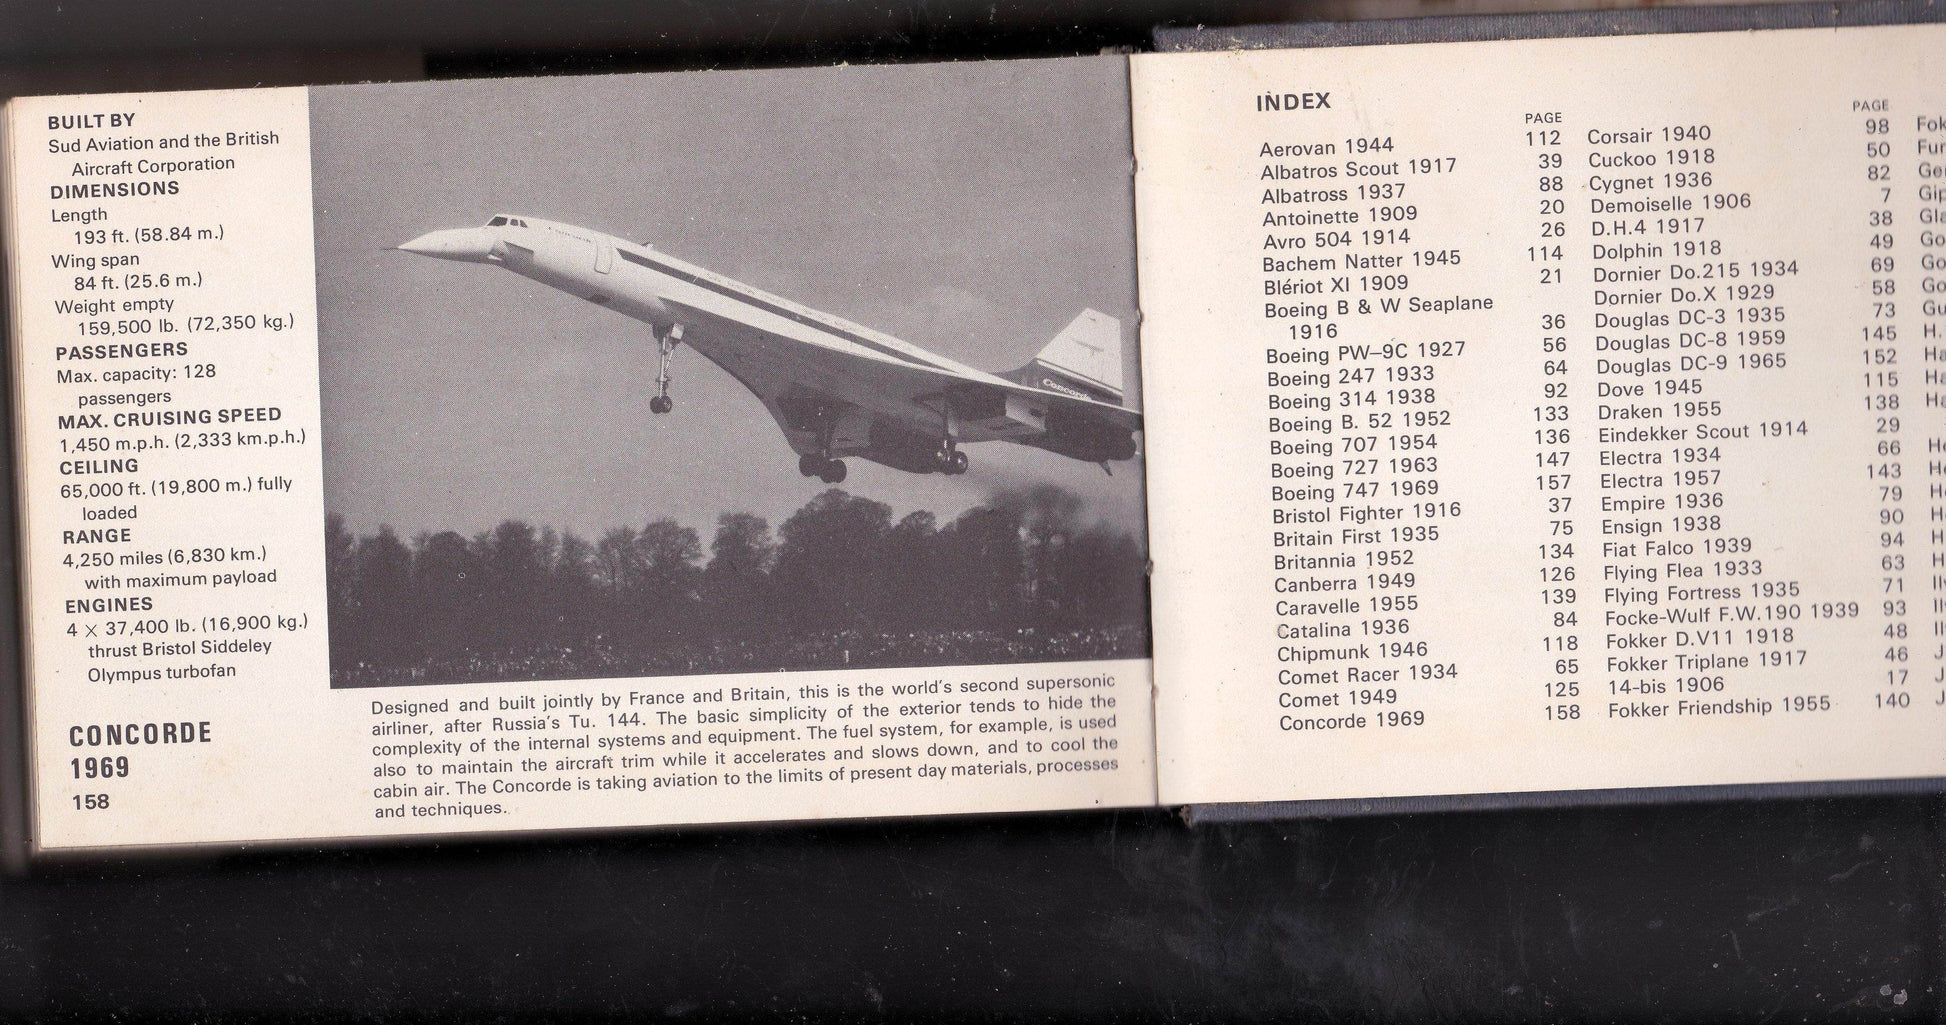 BUILT BY
Sud Aviation and the British
Aircraft Corporation
DIMENSIONS
Length
193 ft. (58.84 m.)
Wing span
84 ft. (25.6 m.)
Weight empty
159,500 lb. (72,350 kg.)
PASSENGERS
Max. capacity: 128
passengers
MAX. CRUISING SPEED
1,450 m.p.h. (2,333 km.p.h.)
CEILING
65,000 ft. (19,800 m.) fully
loaded
RANGE
4,250 miles (6,830 km.)
with maximum payload
ENGINES
4 × 37,400 lb. (16,900 kg.)
thrust Bristol Siddeley
Olympus turbofan
CONCORDE
1969
158
Concorde
Designed and built jointly by France and Britain, this is the world's second supersonic
airliner, after Russia's Tu. 144. The basic simplicity of the exterior tends to hide the
complexity of the internal systems and equipment. The fuel system, for example, is used
also to maintain the aircraft trim while it accelerates and slows down, and to cool the
cabin air. The Concorde is taking aviation to the limits of present day materials, processes
and techniques.
INDEX
PAGE
Aerovan 1944 112
Albatros Scout 1917 39
Albatross 1937 88
Antoinette 1909 20
Avro 504 1914 26
Bachem Natter 1945 114
Blériot XI 1909 21
Boeing B & W Seaplane
1916 36
Boeing PW–9C 1927 56
Boeing 247 1933 64
Boeing 314 1938 92
Boeing B. 52 1952 133
Boeing 707 1954 136
Boeing 727 1963 147
Boeing 747 1969 157
Bristol Fighter 1916 37
Britain First 1935 75
Britannia 1952 134
Canberra 1949 126
Caravelle 1955 139
Catalina 1936 84
Chipmunk 1946 118
Comet Racer 1934 65
Comet 1949 125
Concorde 1969 158
PAGE
Corsair 1940 98
Cuckoo 1918 50
Cygnet 1936 82
Demoiselle 1906 7
D.H.4 1917 38
Dolphin 1918 49
Dornier Do.215 1934 69
Dornier Do.X 1929 58
Douglas DC-3 1935 73
Douglas DC-8 1959 145
Douglas DC-9 1965 152
Dove 1945 115
Draken 1955 138
Eindekker Scout 1914 29
Electra 1934 66
Electra 1957 143
Empire 1936 79
Ensign 1938 90
Fiat Falco 1939 94
Flying Flea 1933 63
Flying Fortress 1935 71
Focke-Wulf F.W.190 1939 93
Fokker D.V11 1918 48
Fokker Triplane 1917 46
14-bis 1906 17
Fokker Friendship 1955 140